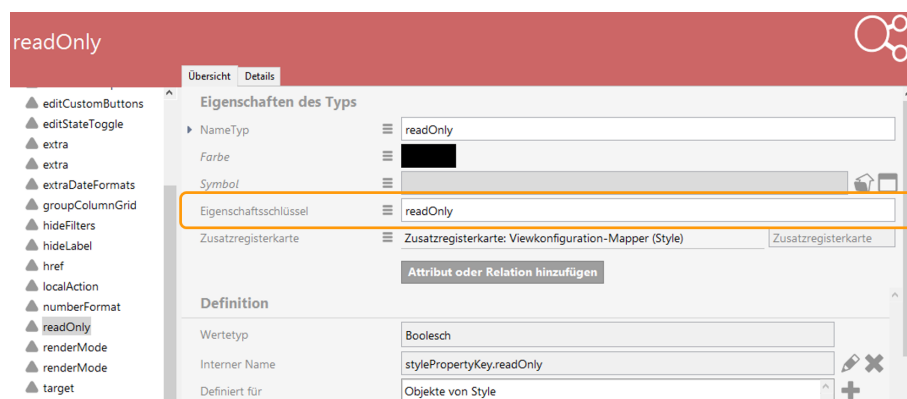 readOnly
Übersicht Details
editCustomButtons
editStateToggle
extra
extra
extraDateFormats
groupColumnGrid
hideFilters
hideLabel
href
localAction
numberFormat
readOnly
renderMode
renderMode
target
Eigenschaften des Typs
NameTyp readOnly
Farbe
Symbol
Eigenschaftsschlüssel readOnly
Zusatzregisterkarte Zusatzregisterkarte: Viewkonfiguration-Mapper (Style) Zusatzregisterkarte
Attribut oder Relation hinzufügen
Definition
Wertetyp Boolesch
Interner Name stylePropertyKey.readOnly
Definiert für Objekte von Style